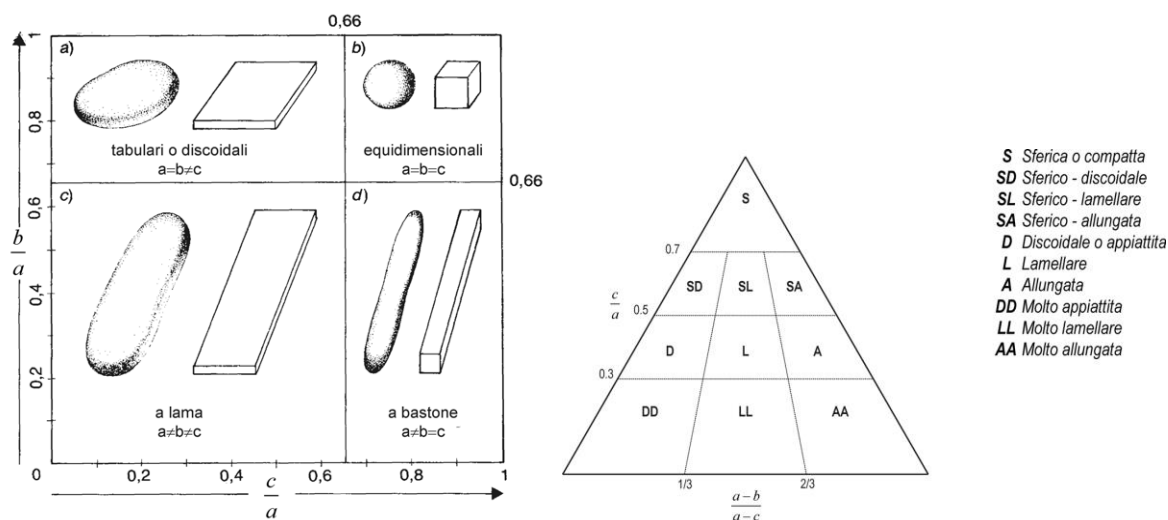 0,66
a)
b)
tabulari o discoidali
a=b≠c
equidimensionali
a=b=c
0,66
c)
d)
a lama
a≠b≠c
a bastone
a≠b=c
1
0,8
0,6
b/a
0,4
0,2
0
0,2
0,4
0,6
0,8
1
c/a
S
0.7
SD SL SA
c/a
0.5
D L A
0.3
DD LL AA
1/3
2/3
a-b/a-c
S Sferica o compatta
SD Sferico - discoidale
SL Sferico - lamellare
SA Sferico - allungata
D Discoidale o appiattita
L Lamellare
A Allungata
DD Molto appiattita
LL Molto lamellare
AA Molto allungata